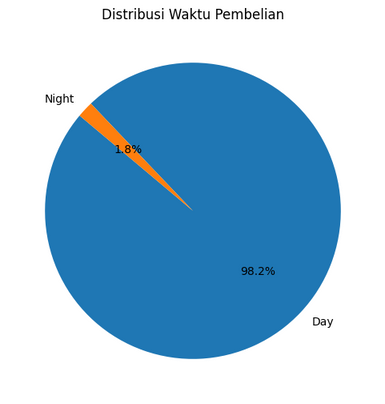 Distribusi Waktu Pembelian
Night
1.8%
98.2%
Day